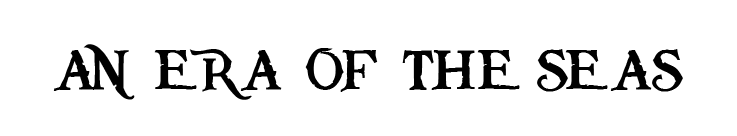 AN ERA OF THE SEAS